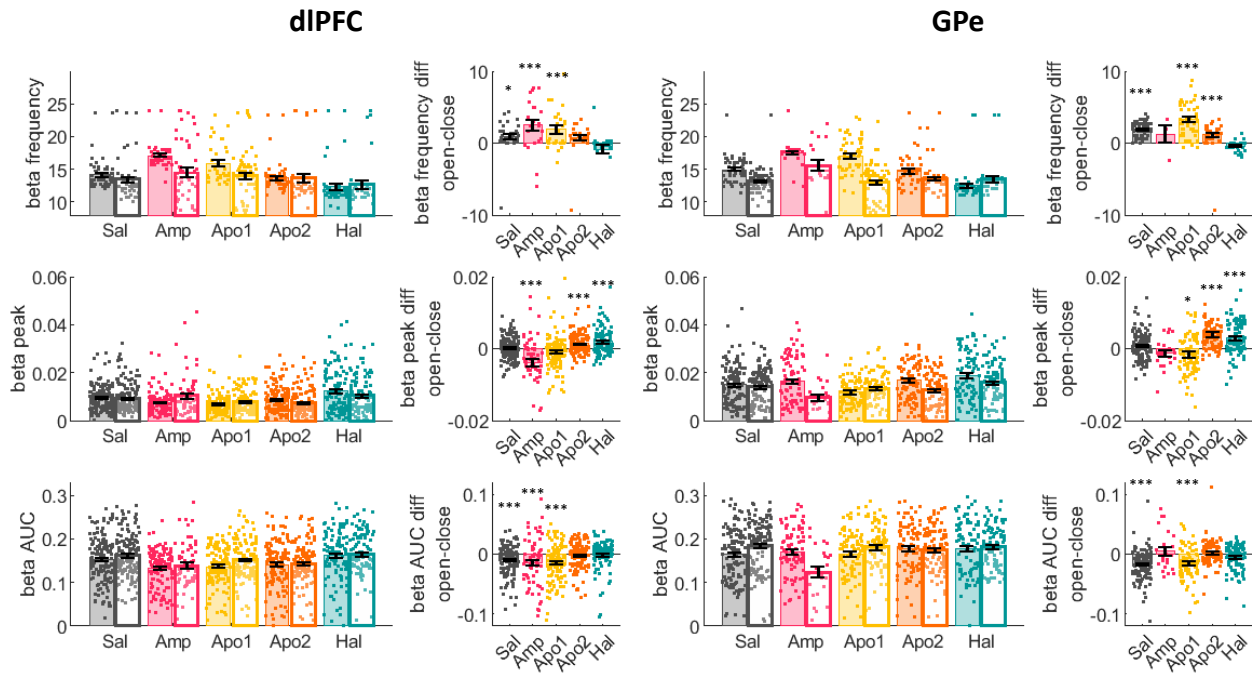 dlPFC
GPe
beta frequency
25
20
15
10
Sal Amp Apo1 Apo2 Hal
beta frequency diff
open-close
10
0
-10
* *** ***
Sal Amp Apo1 Apo2 Hal
beta frequency
25
20
15
10
Sal Amp Apo1 Apo2 Hal
beta frequency diff
open-close
10
0
-10
*** *** ***
Sal Amp Apo1 Apo2 Hal
beta peak
0.06
0.04
0.02
0
Sal Amp Apo1 Apo2 Hal
beta peak diff
open-close
0.02
0
-0.02
*** *** ***
Sal Amp Apo1 Apo2 Hal
beta peak
0.06
0.04
0.02
0
Sal Amp Apo1 Apo2 Hal
beta peak diff
open-close
0.02
0
-0.02
* *** ***
Sal Amp Apo1 Apo2 Hal
beta AUC
0.3
0.2
0.1
0
Sal Amp Apo1 Apo2 Hal
beta AUC diff
open-close
0.1
0
-0.1
*** *** ***
Sal Amp Apo1 Apo2 Hal
beta AUC
0.3
0.2
0.1
0
Sal Amp Apo1 Apo2 Hal
beta AUC diff
open-close
0.1
0
-0.1
*** ***
Sal Amp Apo1 Apo2 Hal